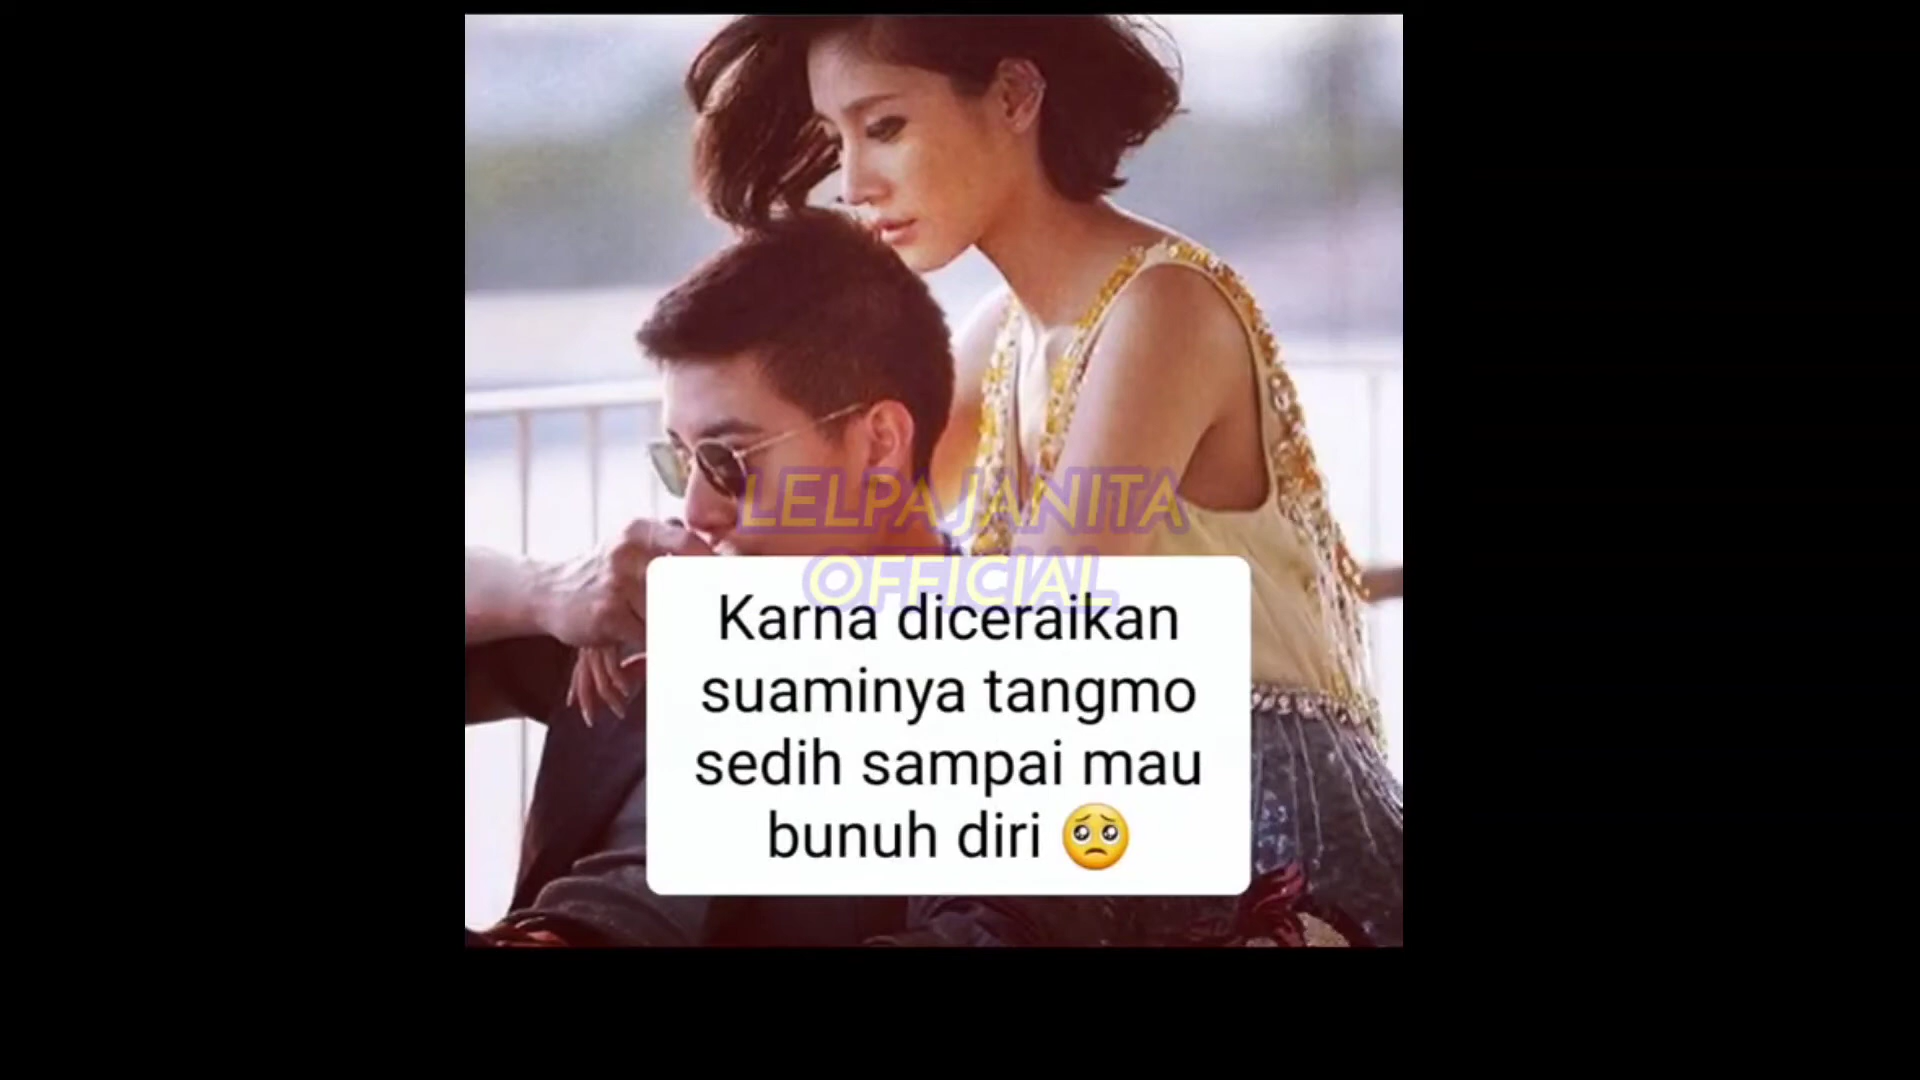 LELPAJANITA
OFFICIAL
Karna diceraikan
suaminya tangmo
sedih sampai mau
bunuh diri 🥺